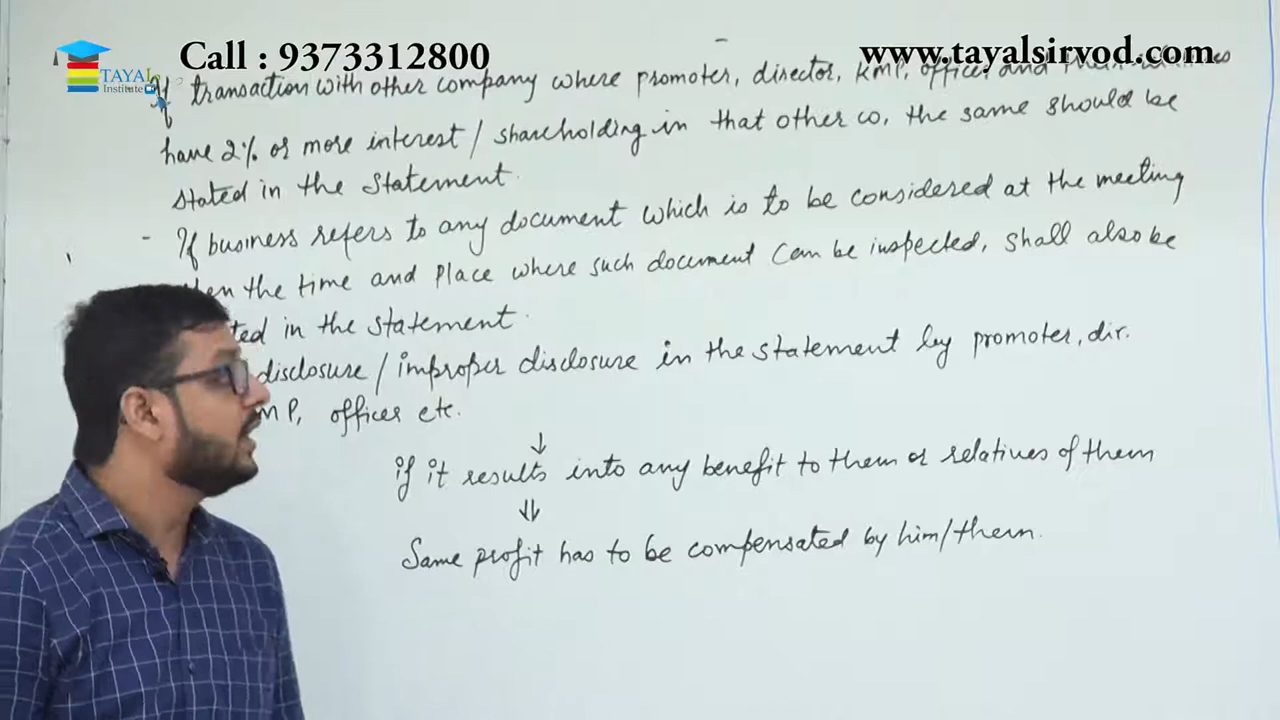 Call : 9373312800
www.tayalsirvod.com
TAYAL
Institute
If transaction with other company where promoter, director, KMP, officer and their
have 2% or more interest / shareholding in that other co, the same should be
stated in the statement.
- If business refers to any document which is to be considered at the meeting
the time and place where such document can be inspected, shall also be
in the statement.
disclosure / improper disclosure in the statement by promoter, dir.
MP, officer etc.
↓
if it results into any benefit to them or relatives of them
⇓
Same profit has to be compensated by him/them.